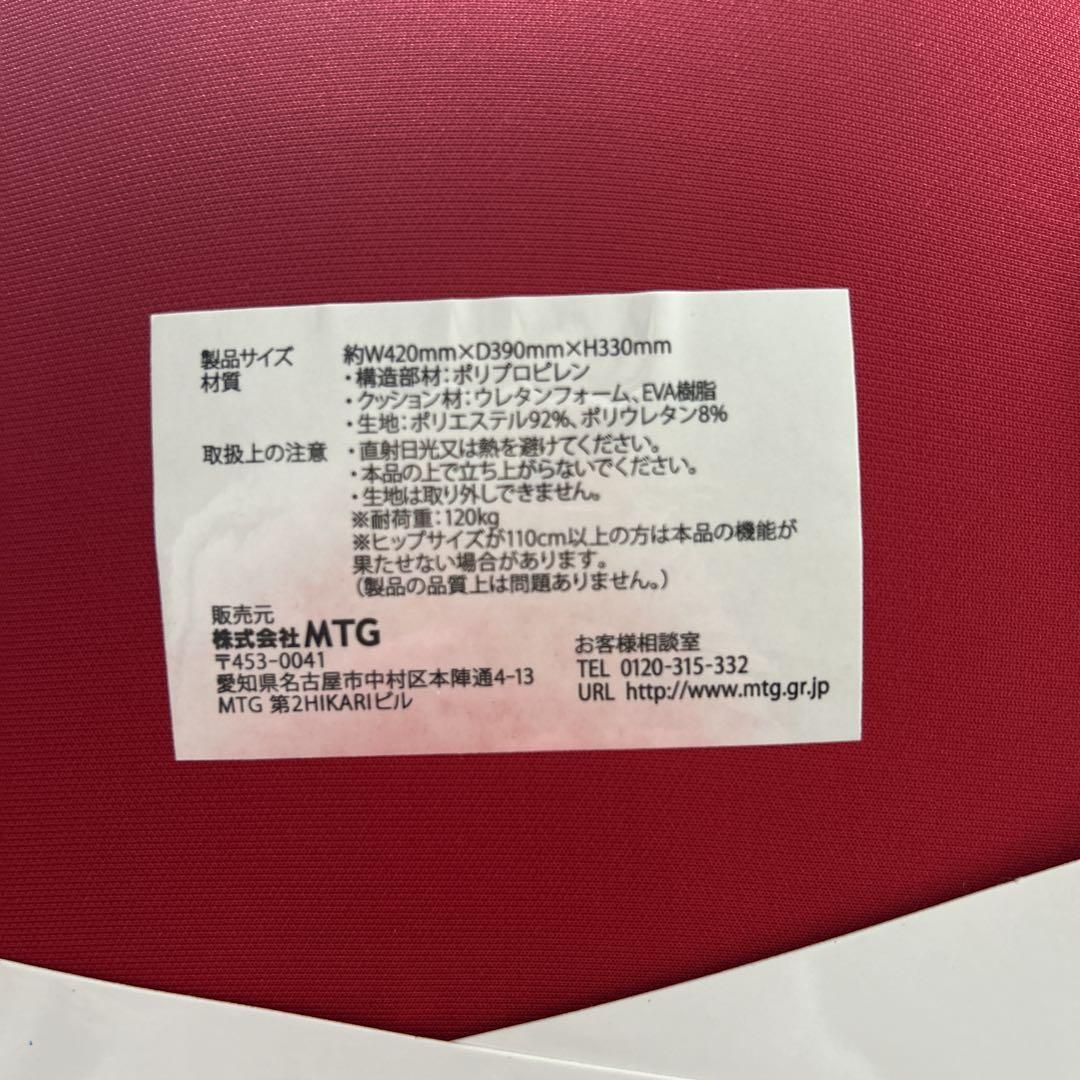 製品サイズ 約W420mm×D390mm×H330mm
材質 ・構造部材：ポリプロピレン
・クッション材：ウレタンフォーム、EVA樹脂
・生地：ポリエステル92%、ポリウレタン8%
取扱上の注意 ・直射日光又は熱を避けてください。
・本品の上で立ち上がらないでください。
・生地は取り外しできません。
※耐荷重：120kg
※ヒップサイズが110cm以上の方は本品の機能が
果たせない場合があります。
（製品の品質上は問題ありません。）
販売元
株式会社MTG
〒453-0041
愛知県名古屋市中村区本陣通4-13
MTG 第2HIKARIビル
お客様相談室
TEL 0120-315-332
URL http://www.mtg.gr.jp